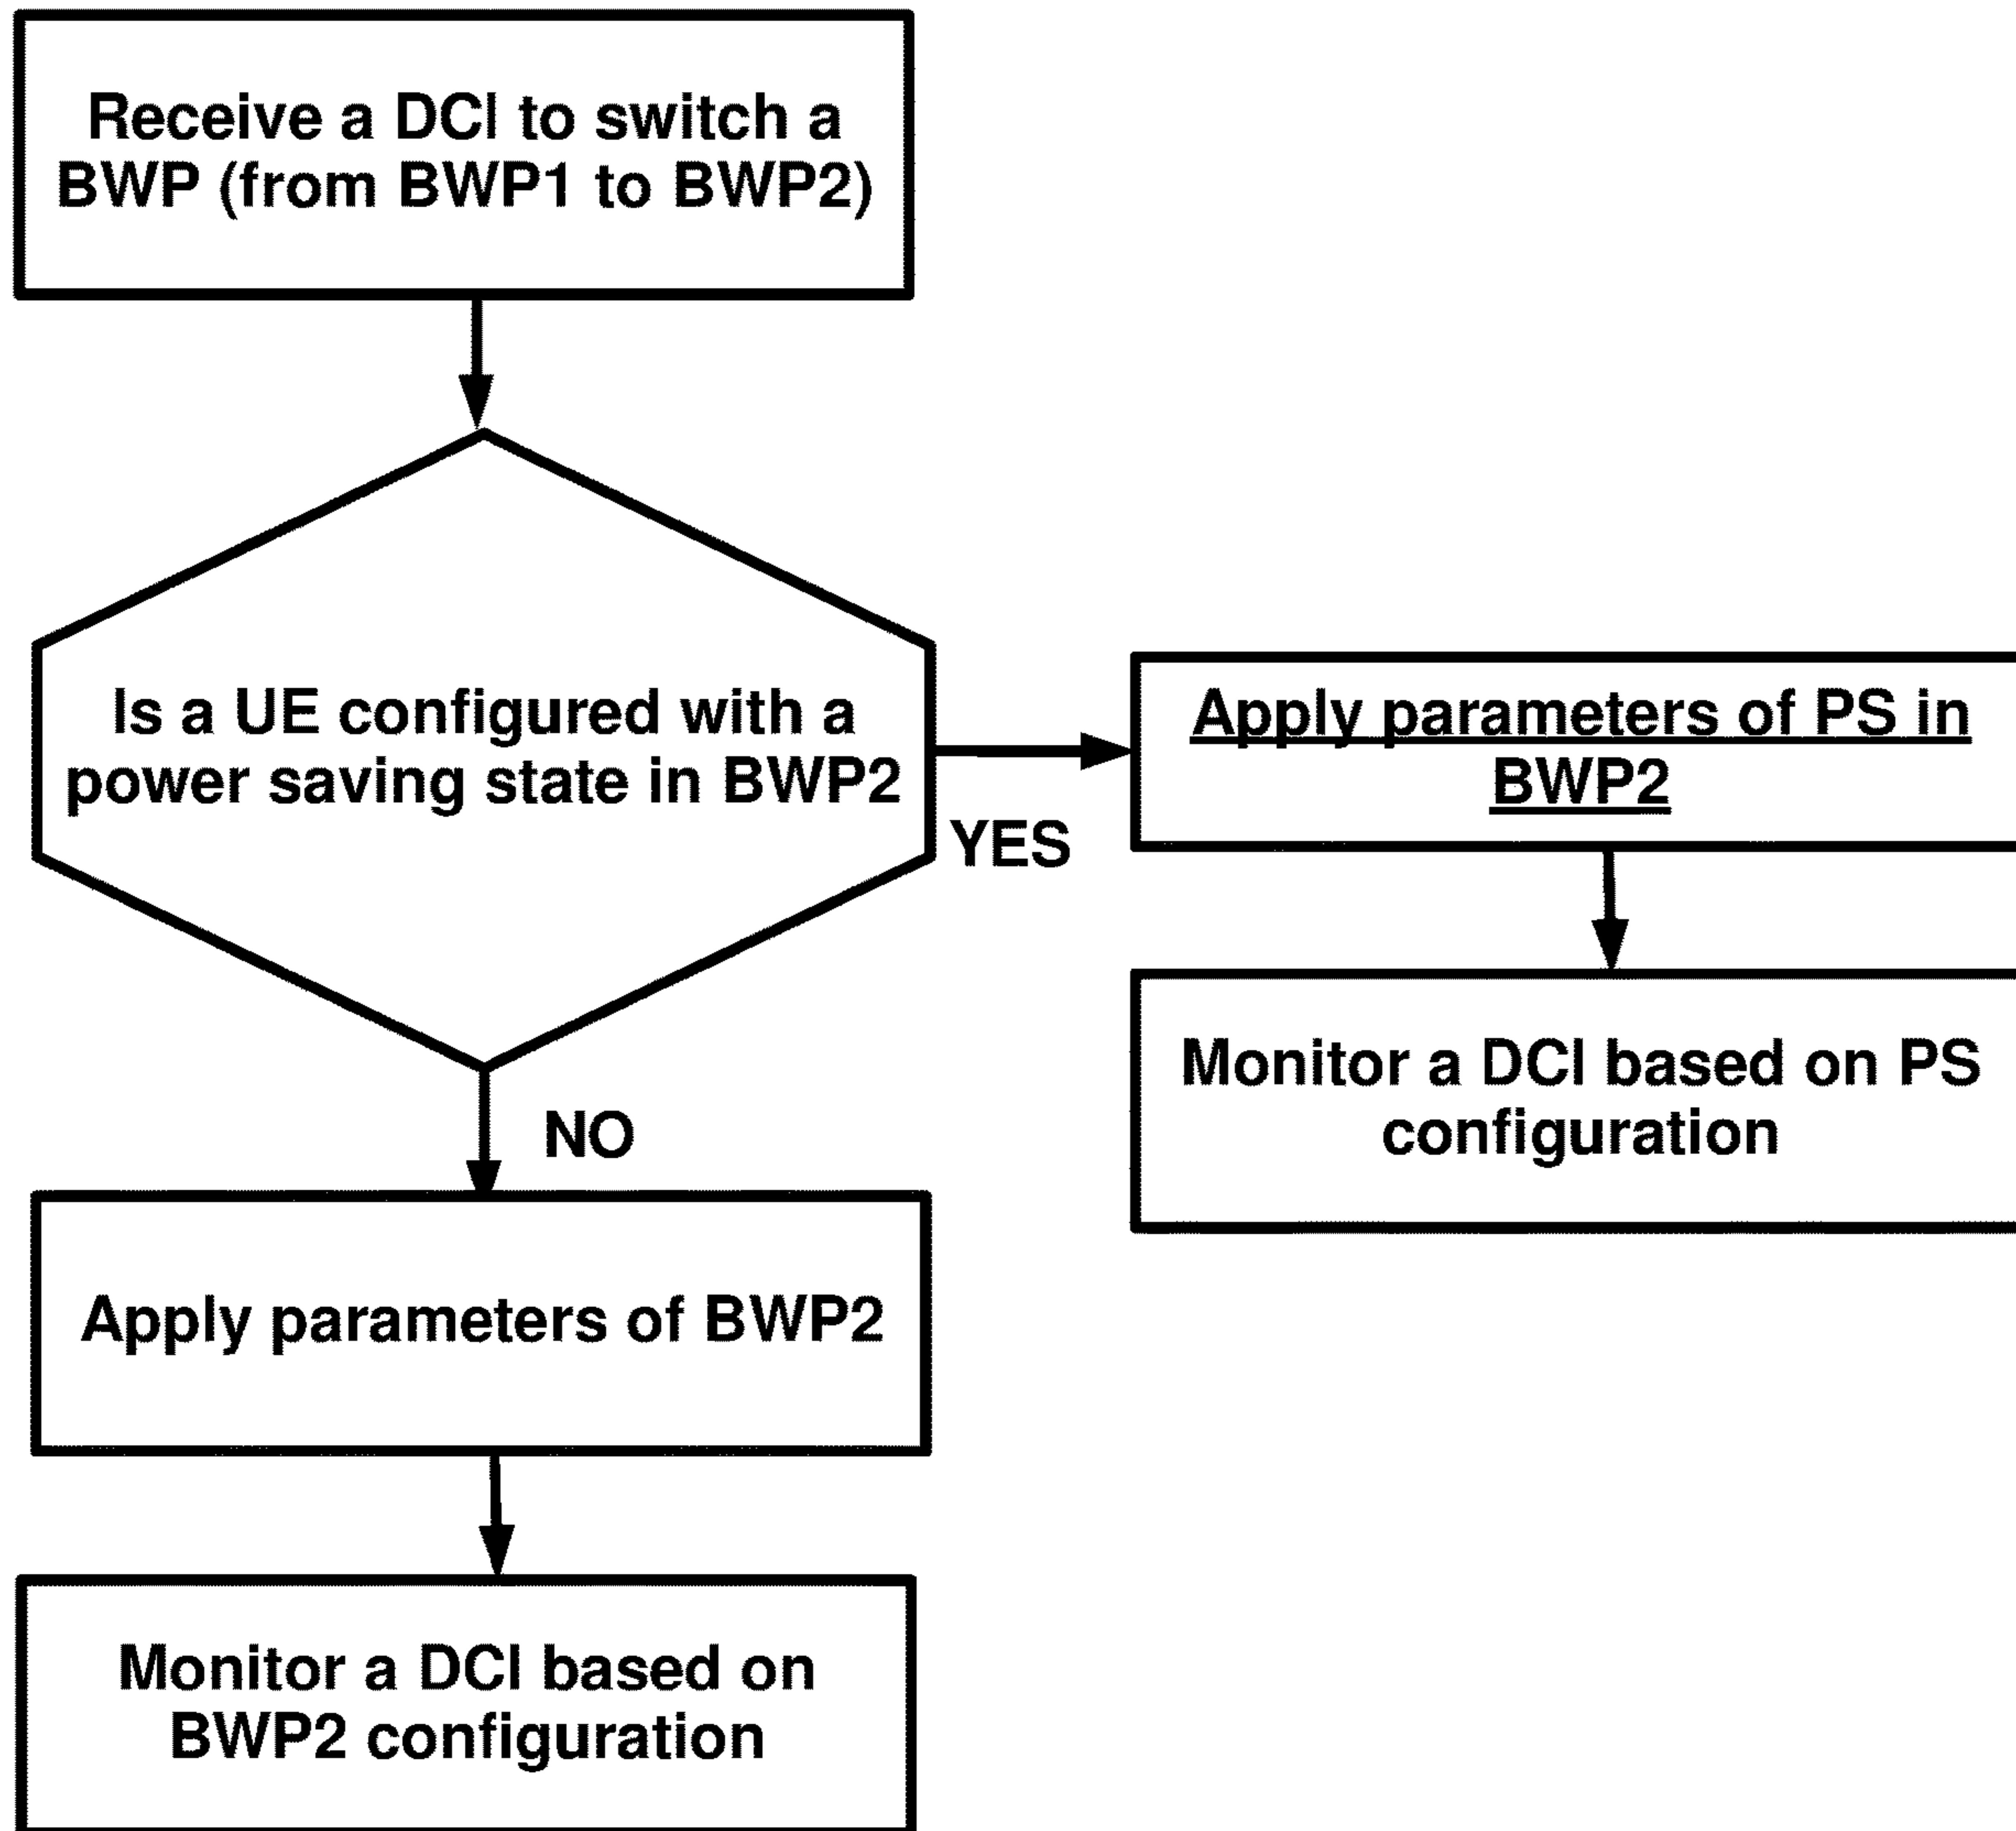 Receive a DCI to switch a
BWP (from BWP1 to BWP2)
Is a UE configured with a
power saving state in BWP2
YES
Apply parameters of PS in
BWP2
Monitor a DCI based on PS
configuration
NO
Apply parameters of BWP2
Monitor a DCI based on
BWP2 configuration